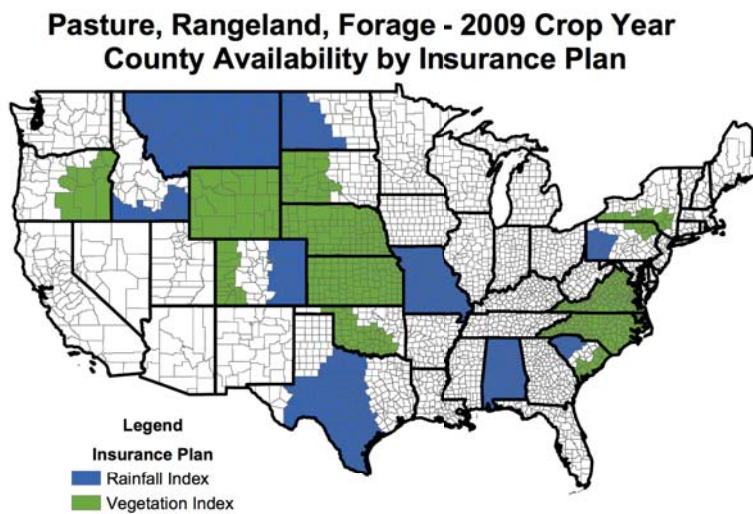 Pasture, Rangeland, Forage - 2009 Crop Year
County Availability by Insurance Plan
Legend
Insurance Plan
Rainfall Index
Vegetation Index